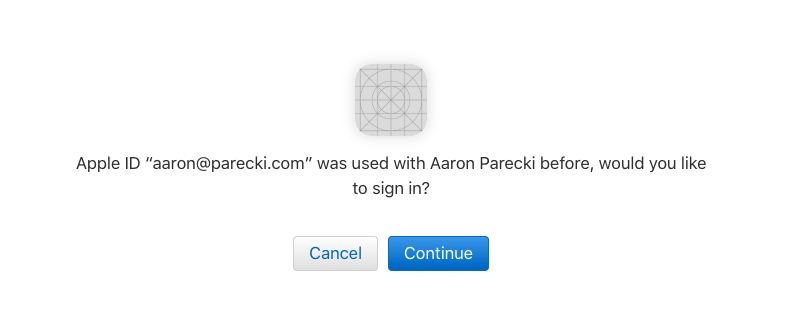 Apple ID “aaron@parecki.com” was used with Aaron Parecki before, would you like
to sign in?
Cancel
Continue